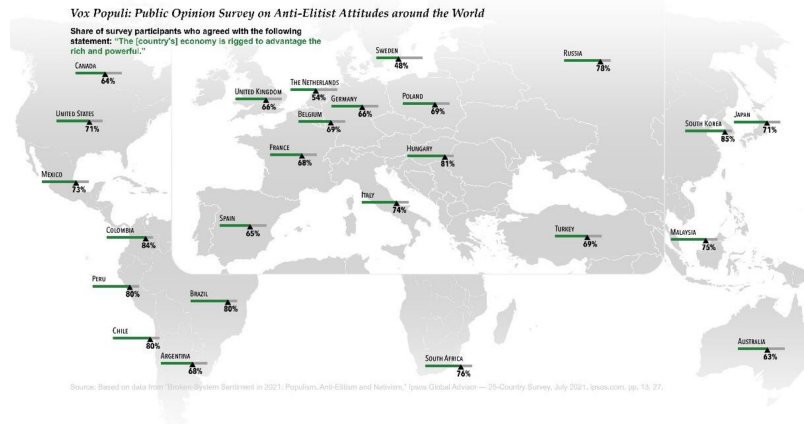 Vox Populi: Public Opinion Survey on Anti-Elitist Attitudes around the World
Share of survey participants who agreed with the following
statement: “The [country's] economy is rigged to advantage the
rich and powerful.”
CANADA
64%
UNITED STATES
71%
MEXICO
73%
COLOMBIA
84%
PERU
80%
BRAZIL
80%
CHILE
80%
ARGENTINA
68%
SWEDEN
48%
THE NETHERLANDS
54%
UNITED KINGDOM
66%
GERMANY
66%
BELGIUM
69%
POLAND
69%
FRANCE
68%
HUNGARY
81%
ITALY
74%
SPAIN
65%
TURKEY
69%
RUSSIA
78%
SOUTH KOREA
85%
JAPAN
71%
MALAYSIA
75%
SOUTH AFRICA
76%
AUSTRALIA
63%
Source: Based on data from "Broken-System Sentiment in 2021: Populism, Anti-Elitism and Nativism," Ipsos Global Advisor — 25-Country Survey, July 2021, ipsos.com, pp. 13, 27.